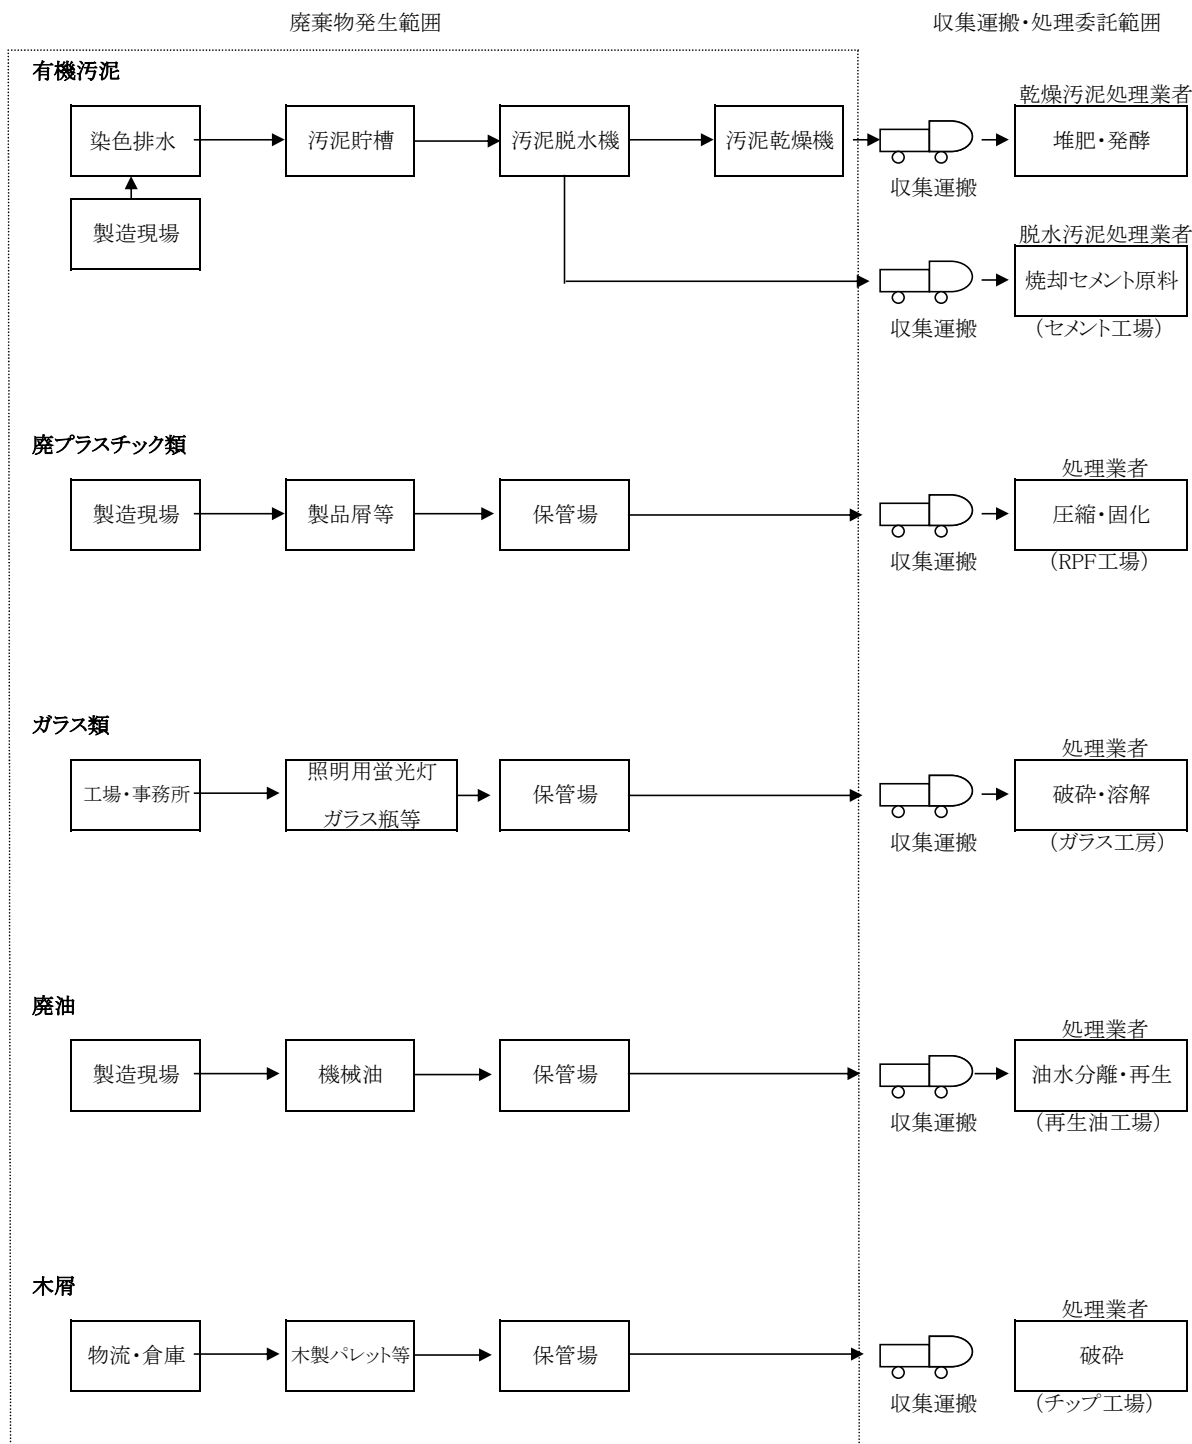 廃棄物発生範囲
収集運搬・処理委託範囲
有機汚泥
乾燥汚泥処理業者
染色排水
汚泥貯槽
汚泥脱水機
汚泥乾燥機
堆肥・発酵
収集運搬
製造現場
脱水汚泥処理業者
焼却セメント原料
収集運搬
(セメント工場)
廃プラスチック類
処理業者
製造現場
製品屑等
保管場
圧縮・固化
収集運搬
(RPF工場)
ガラス類
処理業者
工場・事務所
照明用蛍光灯
ガラス瓶等
保管場
破砕・溶解
収集運搬
(ガラス工房)
廃油
処理業者
製造現場
機械油
保管場
油水分離・再生
収集運搬
(再生油工場)
木屑
処理業者
物流・倉庫
木製パレット等
保管場
破砕
収集運搬
(チップ工場)